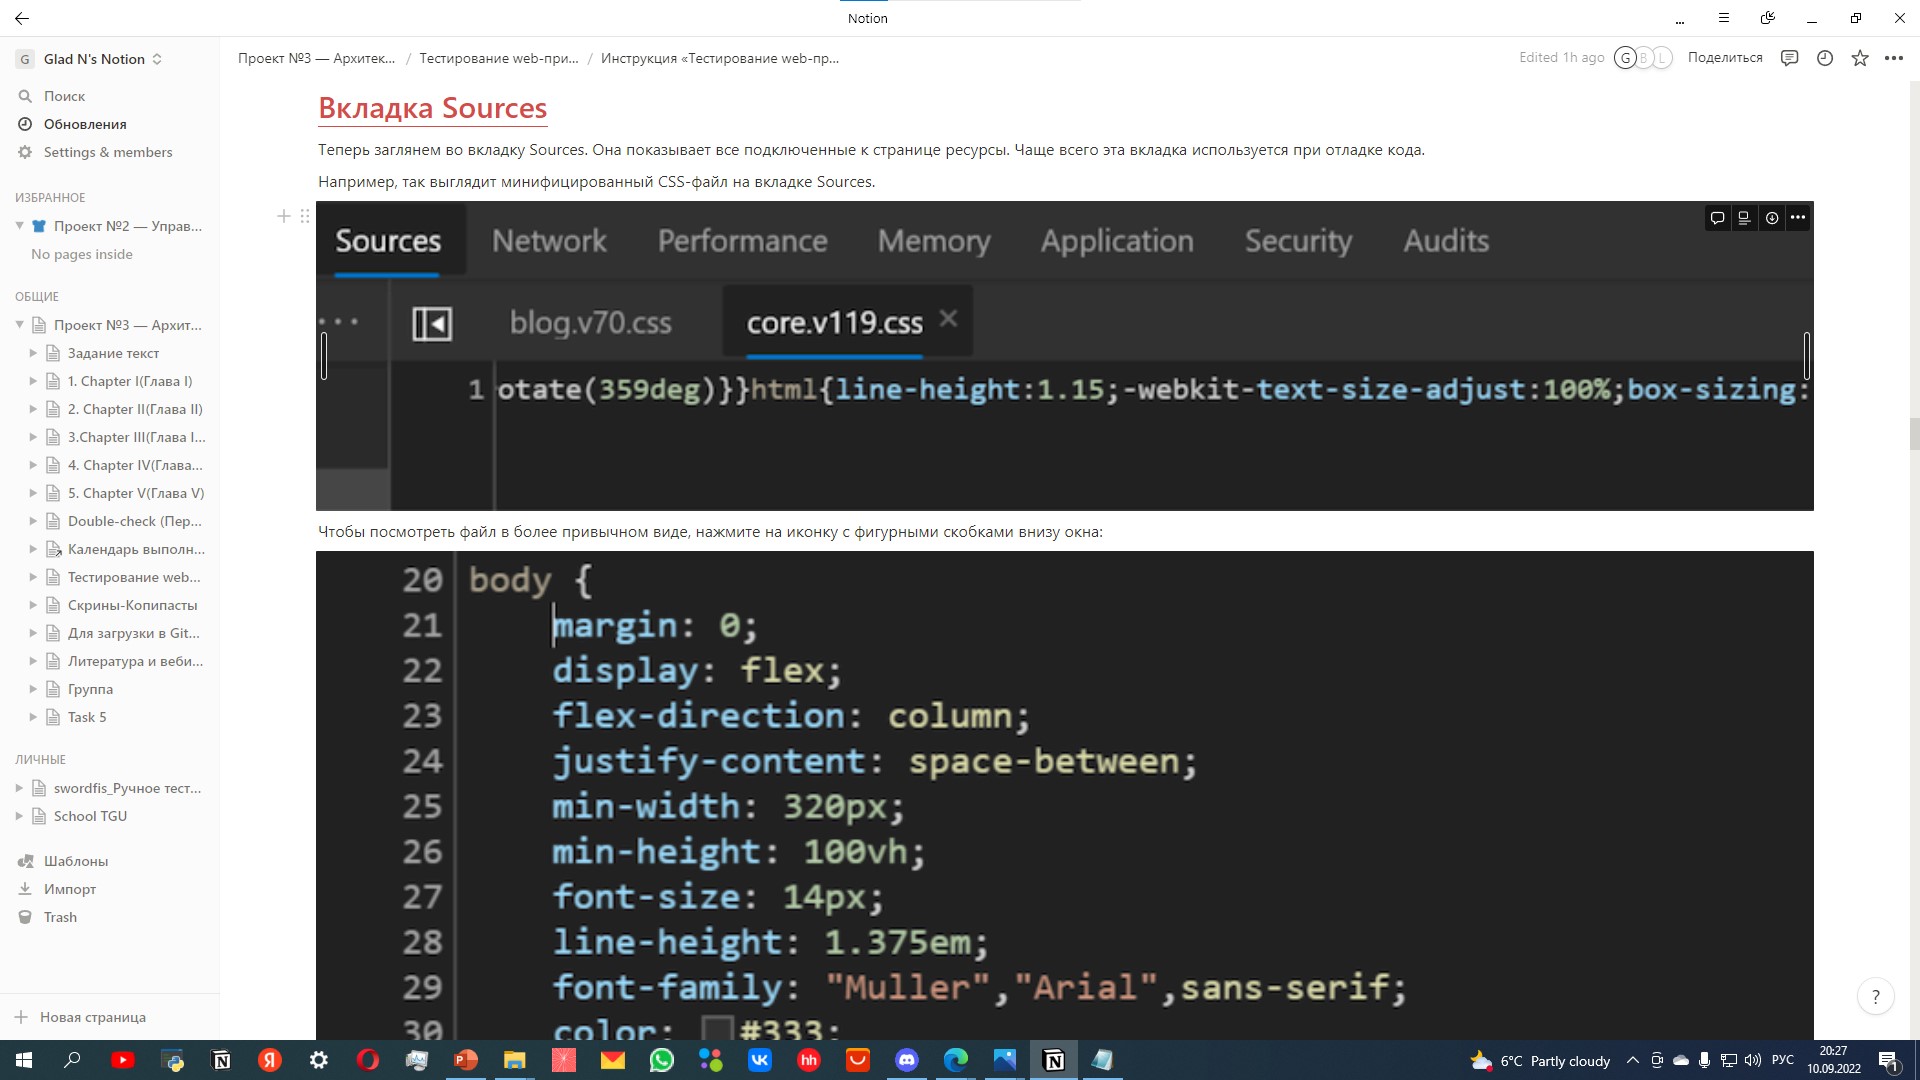 Notion
Glad N's Notion
Проект №3 — Архитек... / Тестирование web-при... / Инструкция «Тестирование web-пр...
Edited 1h ago
G B L
Поделиться
G
Поиск
Обновления
Settings & members
ИЗБРАННОЕ
Проект №2 — Управ...
No pages inside
ОБЩИЕ
Проект №3 — Архит...
Задание текст
1. Chapter I(Глава I)
2. Chapter II(Глава II)
3.Chapter III(Глава I...
4. Chapter IV(Глава...
5. Chapter V(Глава V)
Double-check (Пер...
Календарь выполн...
Тестирование web...
Скрины-Копипасты
Для загрузки в Git...
Литература и веби...
Группа
Task 5
ЛИЧНЫЕ
swordfis_Ручное тест...
School TGU
Шаблоны
Импорт
Trash
Новая страница
Вкладка Sources
Теперь заглянем во вкладку Sources. Она показывает все подключенные к странице ресурсы. Чаще всего эта вкладка используется при отладке кода.
Например, так выглядит минифицированный CSS-файл на вкладке Sources.
Sources Network Performance Memory Application Security Audits
blog.v70.css core.v119.css
1 otate(359deg)}}html{line-height:1.15;-webkit-text-size-adjust:100%;box-sizing:
Чтобы посмотреть файл в более привычном виде, нажмите на иконку с фигурными скобками внизу окна:
20 body {
21 margin: 0;
22 display: flex;
23 flex-direction: column;
24 justify-content: space-between;
25 min-width: 320px;
26 min-height: 100vh;
27 font-size: 14px;
28 line-height: 1.375em;
29 font-family: "Muller","Arial",sans-serif;
30 color: #333;
?
6°C Partly cloudy
РУС
20:27
10.09.2022
1